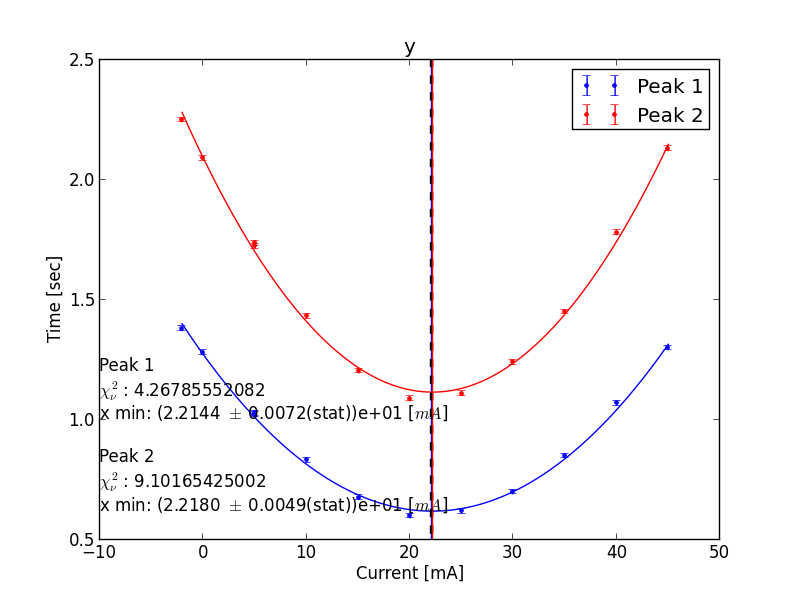 y
Peak 1
Peak 2
2.5
2.0
1.5
1.0
0.5
Time [sec]
Peak 1
χ²ᵥ : 4.26785552082
x min: (2.2144 ± 0.0072(stat))e+01 [mA]
Peak 2
χ²ᵥ : 9.10165425002
x min: (2.2180 ± 0.0049(stat))e+01 [mA]
−10 0 10 20 30 40 50
Current [mA]